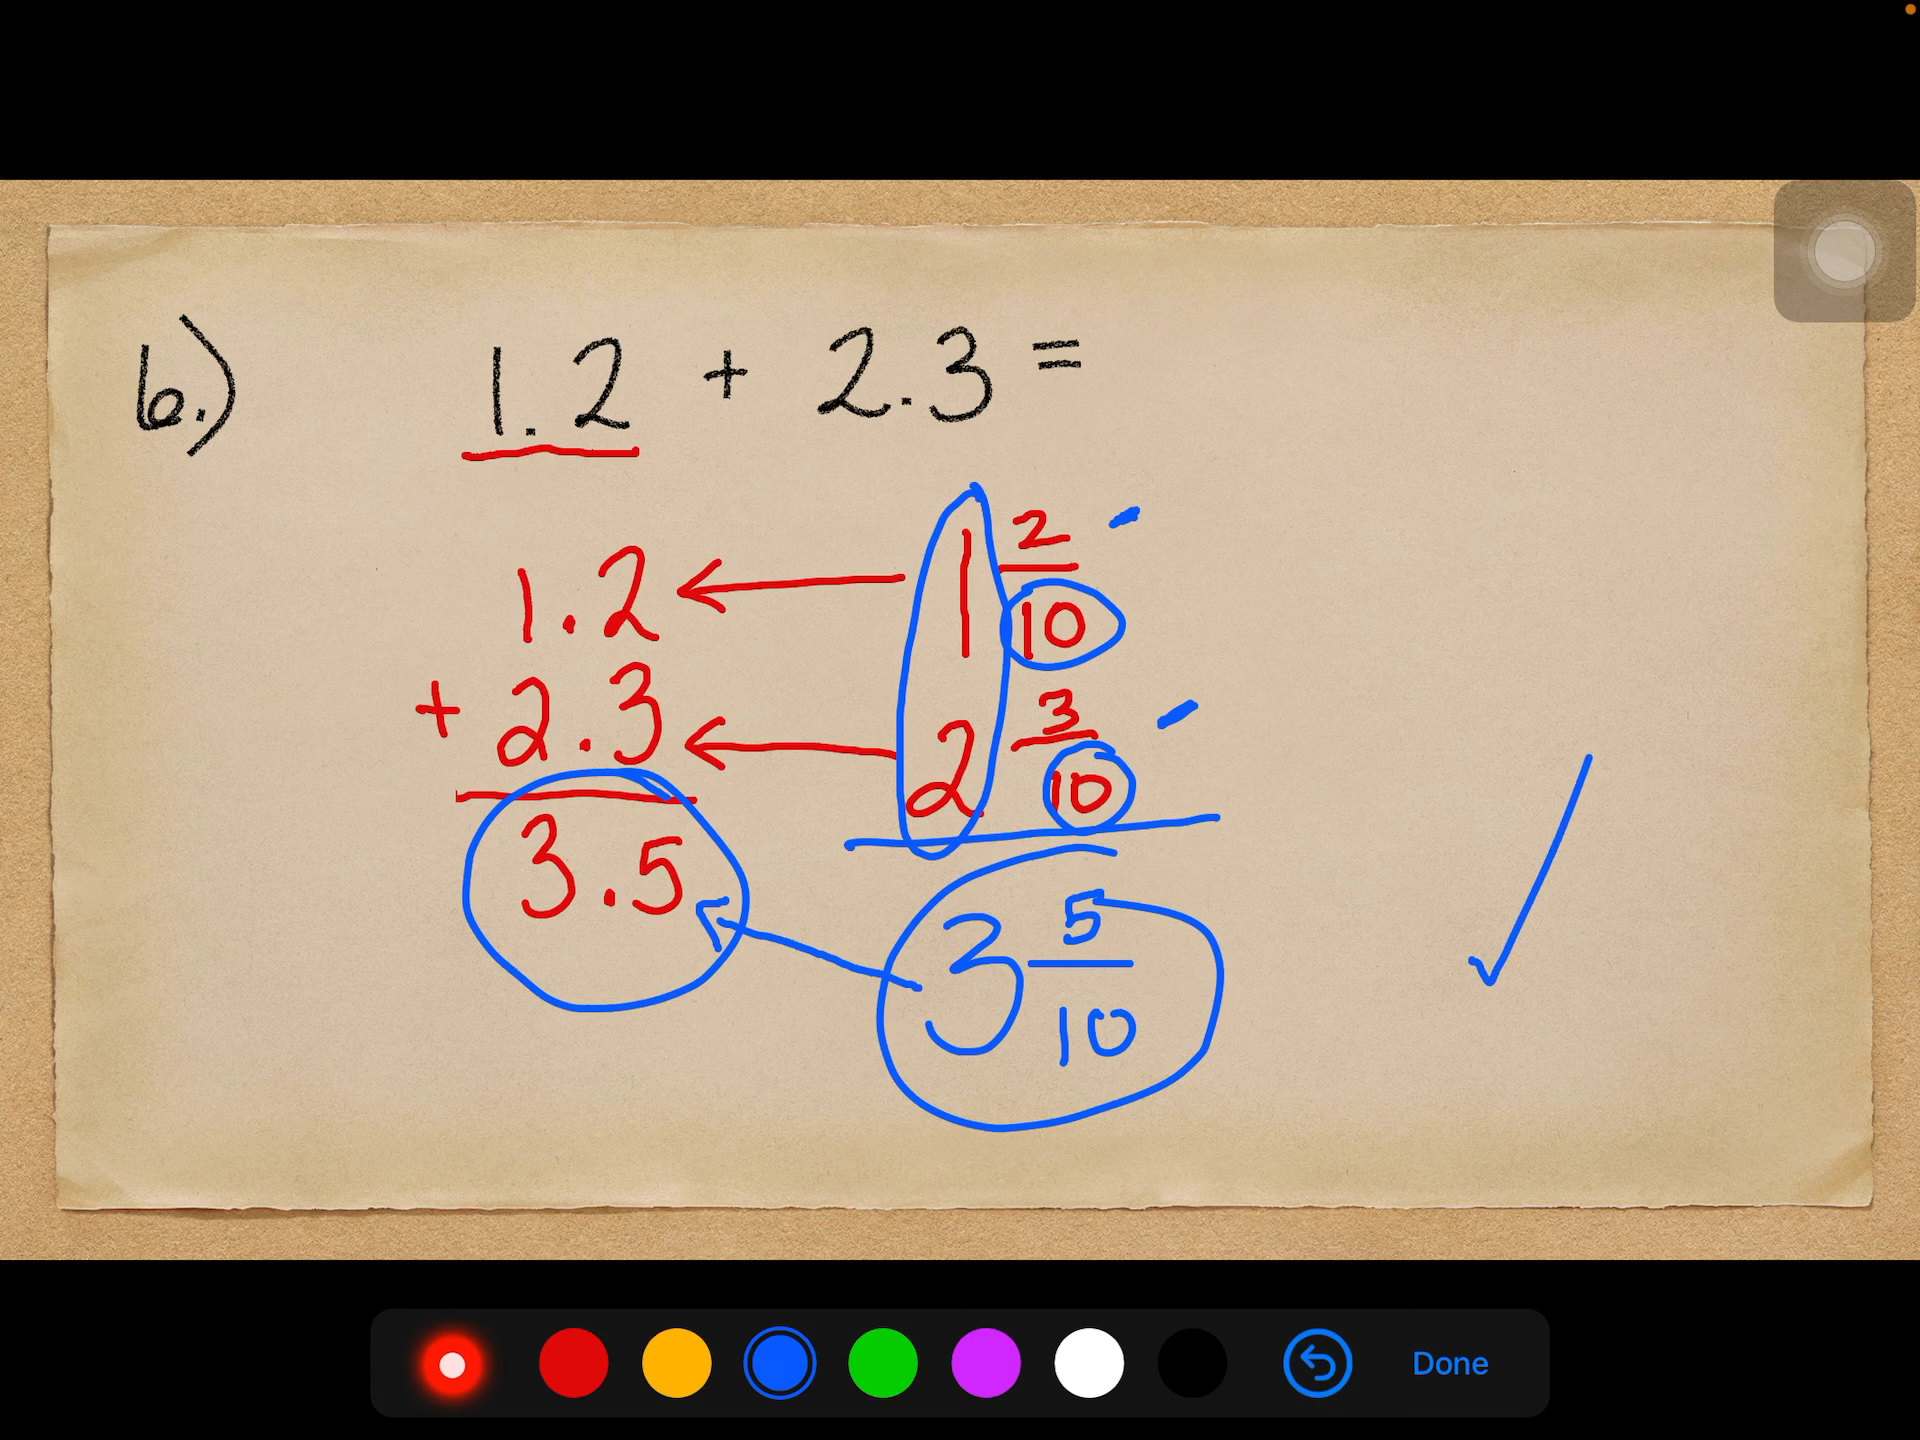 b.) 1.2 + 2.3 =
1.2 ← 1 2/10
+ 2.3 ← 2 3/10
3.5 ← 3 5/10
✓
Done